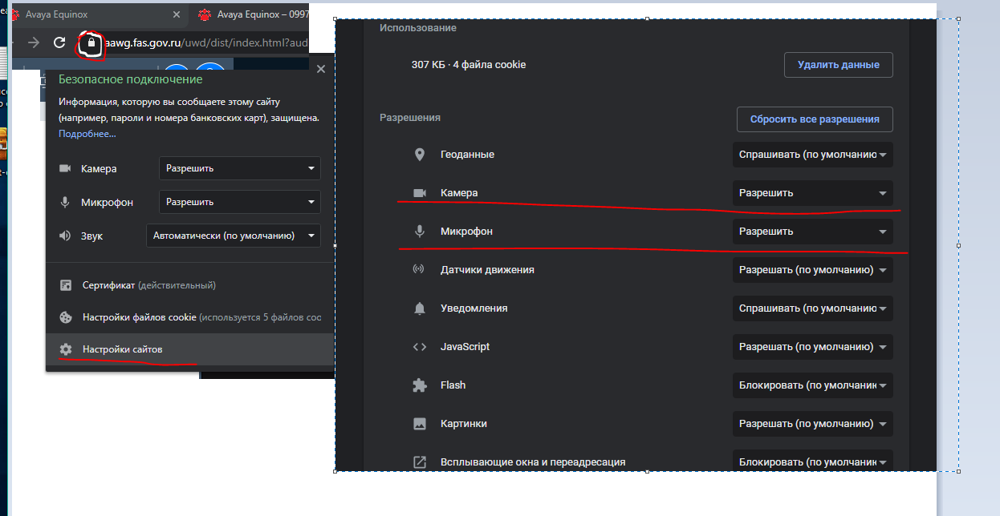 Avaya Equinox
Avaya Equinox – 0997
aawg.fas.gov.ru/uwd/dist/index.html?aud
Безопасное подключение
Информация, которую вы сообщаете этому сайту
(например, пароли и номера банковских карт), защищена.
Подробнее...
Камера
Разрешить
Микрофон
Разрешить
Звук
Автоматически (по умолчанию)
Сертификат (действительный)
Настройки файлов cookie (используется 5 файлов coo
Настройки сайтов
Использование
307 КБ · 4 файла cookie
Удалить данные
Разрешения
Сбросить все разрешения
Геоданные
Спрашивать (по умолчанию
Камера
Разрешить
Микрофон
Разрешить
Датчики движения
Разрешать (по умолчанию)
Уведомления
Спрашивать (по умолчанию
JavaScript
Разрешать (по умолчанию)
Flash
Блокировать (по умолчани
Картинки
Разрешать (по умолчанию)
Всплывающие окна и переадресация
Блокировать (по умолчани